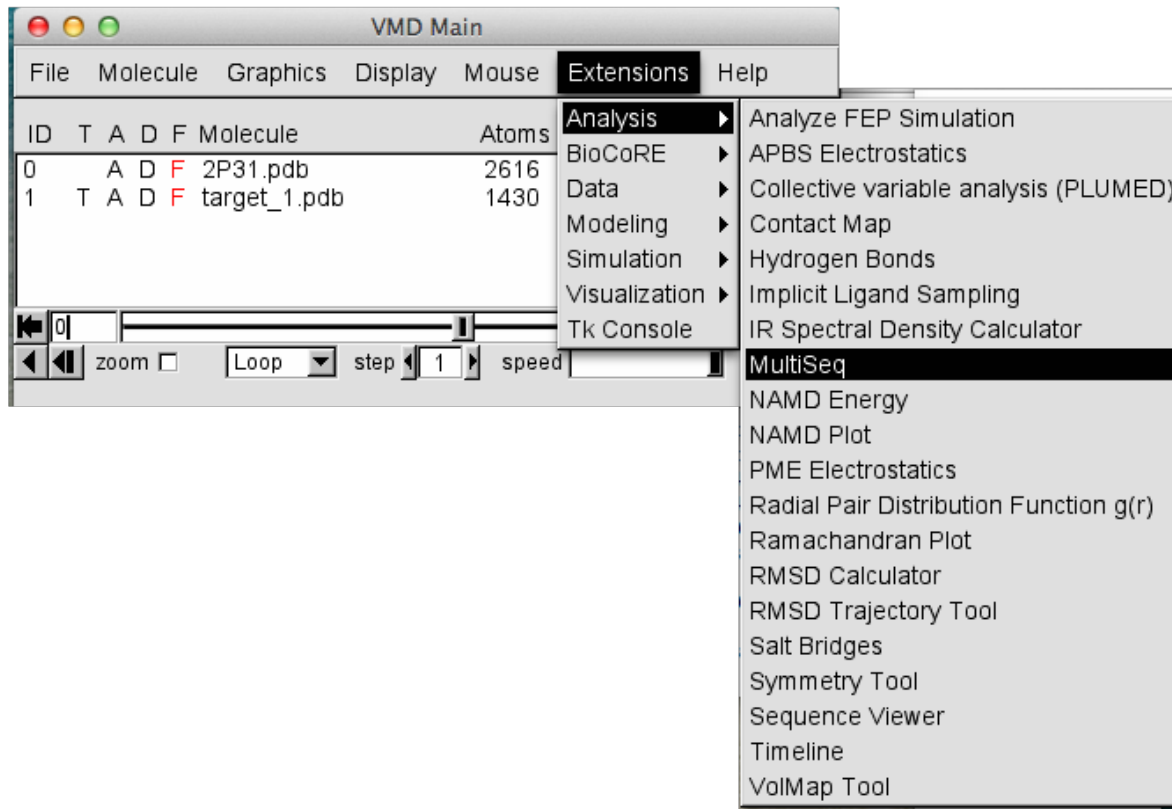 VMD Main
File Molecule Graphics Display Mouse Extensions Help
ID T A D F Molecule Atoms
0 A D F 2P31.pdb 2616
1 T A D F target_1.pdb 1430
0
zoom Loop step 1 speed
Analysis
BioCoRE
Data
Modeling
Simulation
Visualization
Tk Console
Analyze FEP Simulation
APBS Electrostatics
Collective variable analysis (PLUMED)
Contact Map
Hydrogen Bonds
Implicit Ligand Sampling
IR Spectral Density Calculator
MultiSeq
NAMD Energy
NAMD Plot
PME Electrostatics
Radial Pair Distribution Function g(r)
Ramachandran Plot
RMSD Calculator
RMSD Trajectory Tool
Salt Bridges
Symmetry Tool
Sequence Viewer
Timeline
VolMap Tool